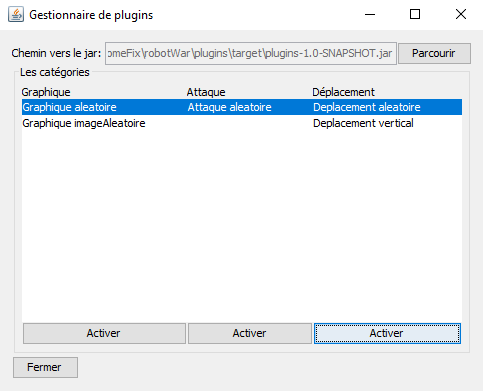 Gestionnaire de plugins
Chemin vers le jar: omeFix\robotWar\plugins\target\plugins-1.0-SNAPSHOT.jar Parcourir
Les catégories
Graphique Attaque Déplacement
Graphique aleatoire Attaque aleatoire Deplacement aleatoire
Graphique imageAleatoire Deplacement vertical
Activer Activer Activer
Fermer